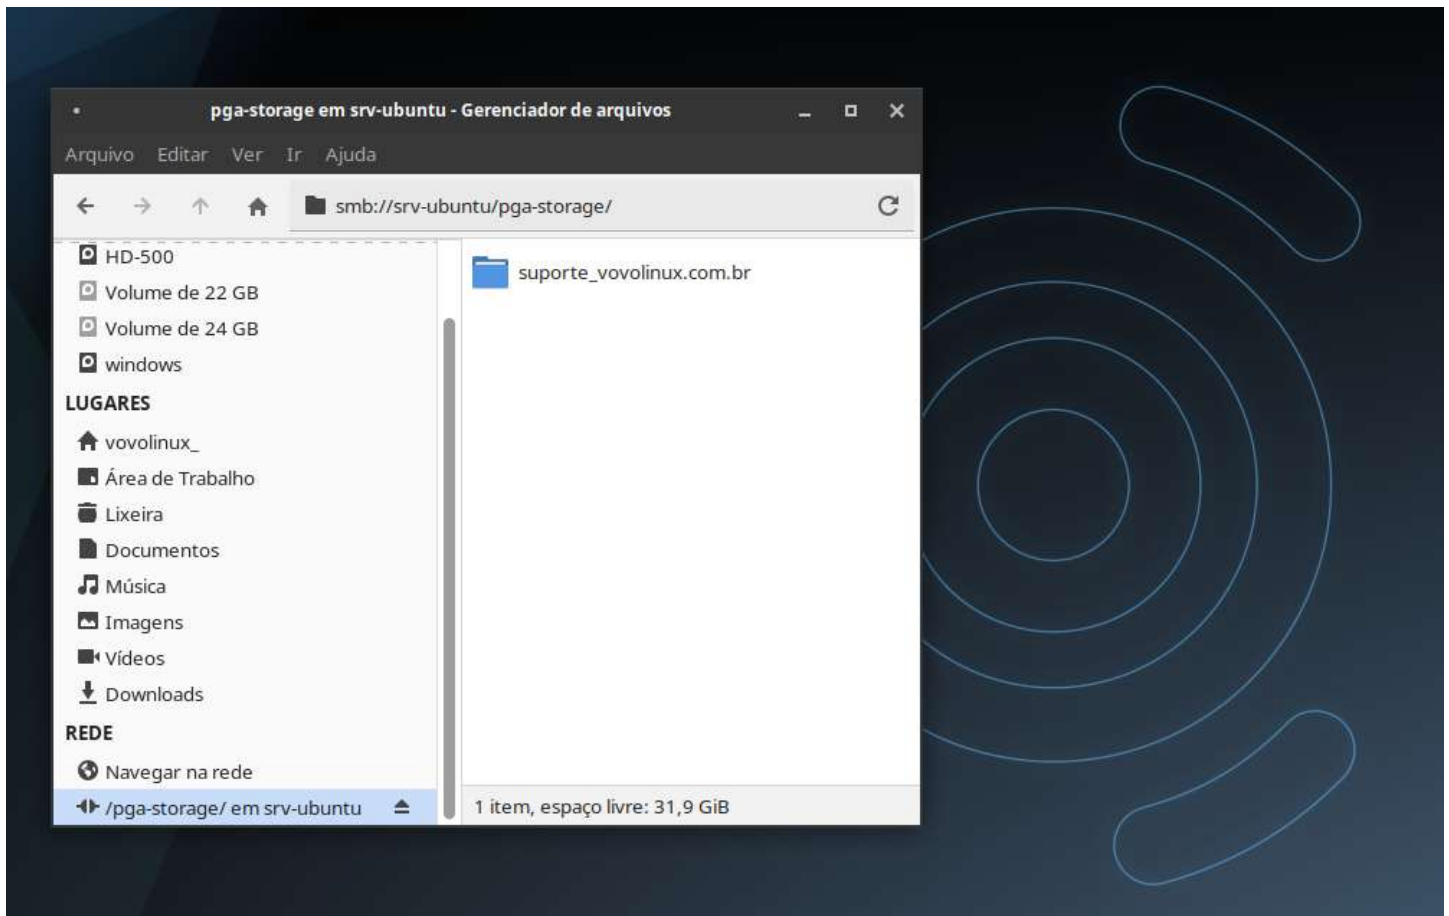 pga-storage em srv-ubuntu - Gerenciador de arquivos
Arquivo Editar Ver Ir Ajuda
smb://srv-ubuntu/pga-storage/
HD-500
Volume de 22 GB
Volume de 24 GB
windows
LUGARES
vovolinux_
Área de Trabalho
Lixeira
Documentos
Música
Imagens
Vídeos
Downloads
REDE
Navegar na rede
/pga-storage/ em srv-ubuntu
suporte_vovolinux.com.br
1 item, espaço livre: 31,9 GiB